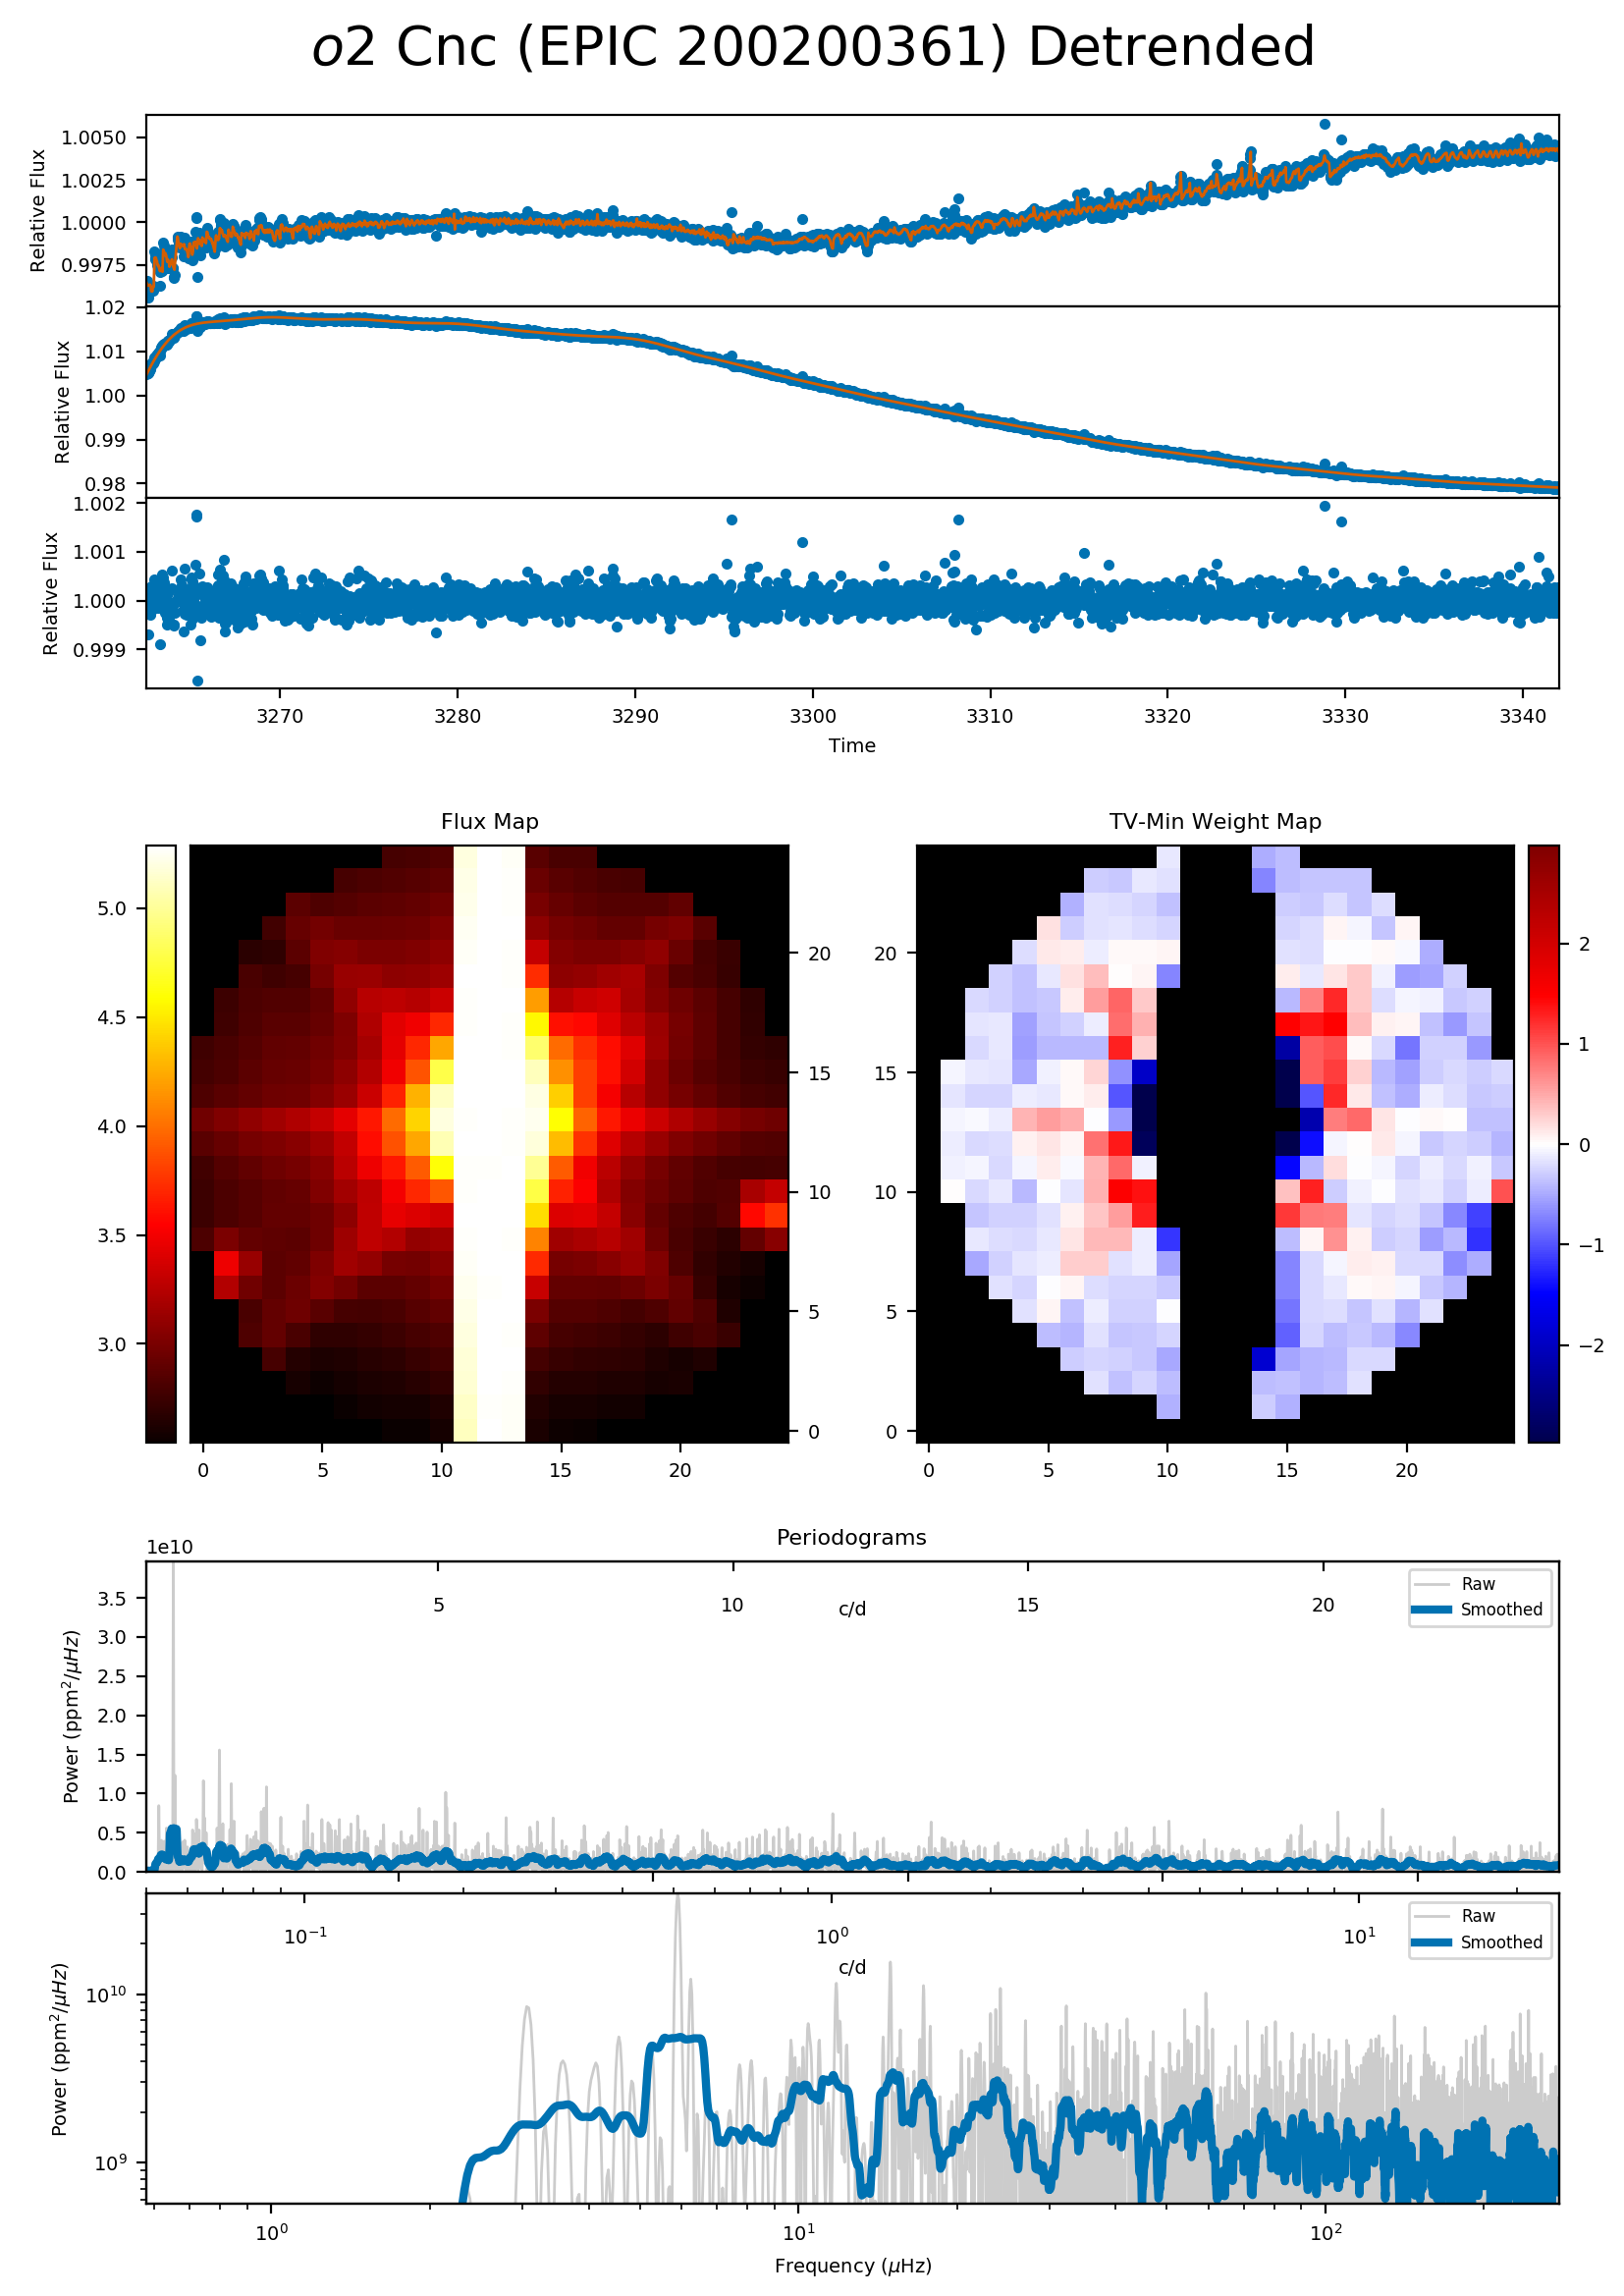 o2 Cnc (EPIC 200200361) Detrended
1.0050
1.0025
1.0000
0.9975
Relative Flux
1.02
1.01
1.00
0.99
0.98
Relative Flux
1.002
1.001
1.000
0.999
Relative Flux
3270 3280 3290 3300 3310 3320 3330 3340
Time
Flux Map
5.0
4.5
4.0
3.5
3.0
20
15
10
5
0
0 5 10 15 20
TV-Min Weight Map
20
15
10
5
0
0 5 10 15 20
2
1
0
−1
−2
Periodograms
1e10
3.5
3.0
2.5
2.0
1.5
1.0
0.5
0.0
Power (ppm²/μHz)
5 10 15 20
c/d
Raw
Smoothed
10¹⁰
10⁹
Power (ppm²/μHz)
10⁻¹ 10⁰ 10¹
c/d
Raw
Smoothed
10⁰ 10¹ 10²
Frequency (μHz)